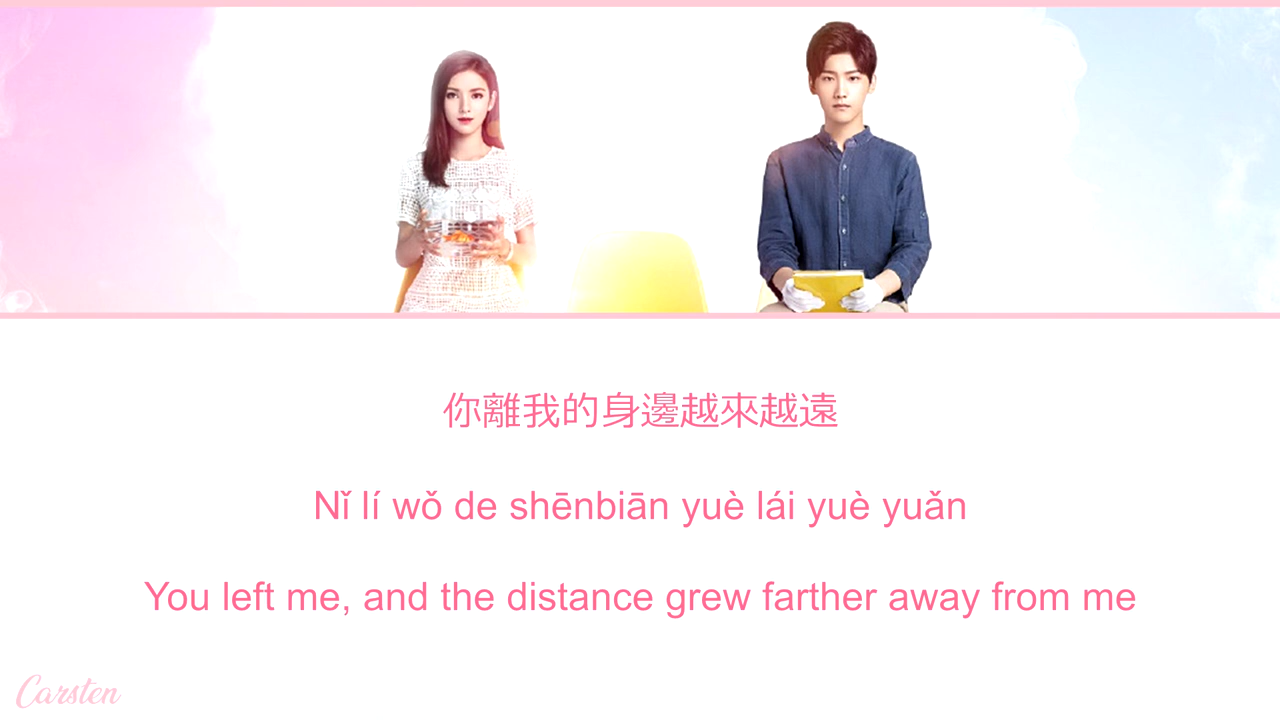 你離我的身邊越來越遠
Nǐ lí wǒ de shēnbiān yuè lái yuè yuǎn
You left me, and the distance grew farther away from me
Carsten